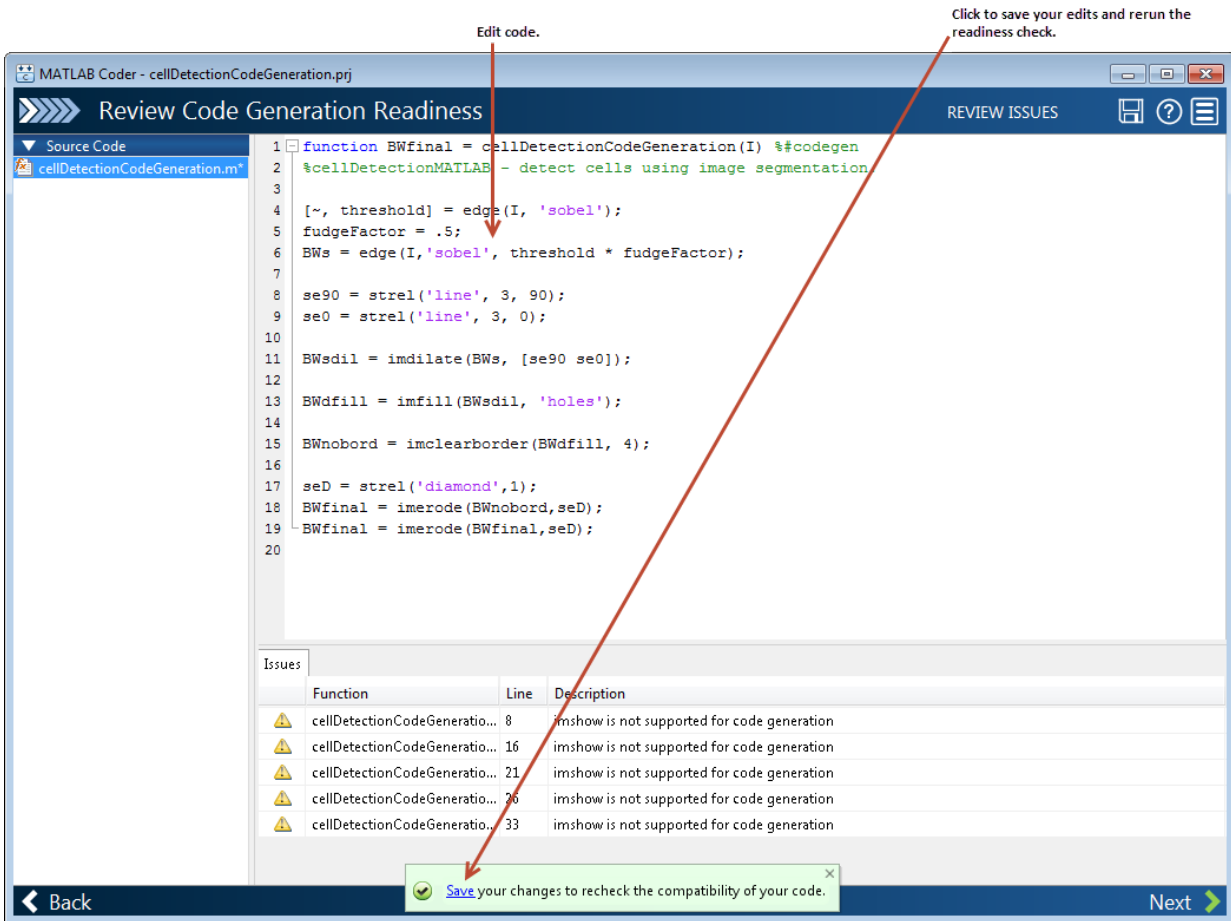 Click to save your edits and rerun the
readiness check.
Edit code.
MATLAB Coder - cellDetectionCodeGeneration.prj
Review Code Generation Readiness
REVIEW ISSUES
Source Code
cellDetectionCodeGeneration.m*
1 function BWfinal = cellDetectionCodeGeneration(I) %#codegen
2 %cellDetectionMATLAB - detect cells using image segmentation.
3
4 [~, threshold] = edge(I, 'sobel');
5 fudgeFactor = .5;
6 BWs = edge(I,'sobel', threshold * fudgeFactor);
7
8 se90 = strel('line', 3, 90);
9 se0 = strel('line', 3, 0);
10
11 BWsdil = imdilate(BWs, [se90 se0]);
12
13 BWdfill = imfill(BWsdil, 'holes');
14
15 BWnobord = imclearborder(BWdfill, 4);
16
17 seD = strel('diamond',1);
18 BWfinal = imerode(BWnobord,seD);
19 BWfinal = imerode(BWfinal,seD);
20
Issues
Function Line Description
cellDetectionCodeGeneratio... 8 imshow is not supported for code generation
cellDetectionCodeGeneratio... 16 imshow is not supported for code generation
cellDetectionCodeGeneratio... 21 imshow is not supported for code generation
cellDetectionCodeGeneratio... 26 imshow is not supported for code generation
cellDetectionCodeGeneratio... 33 imshow is not supported for code generation
Save your changes to recheck the compatibility of your code.
Back
Next